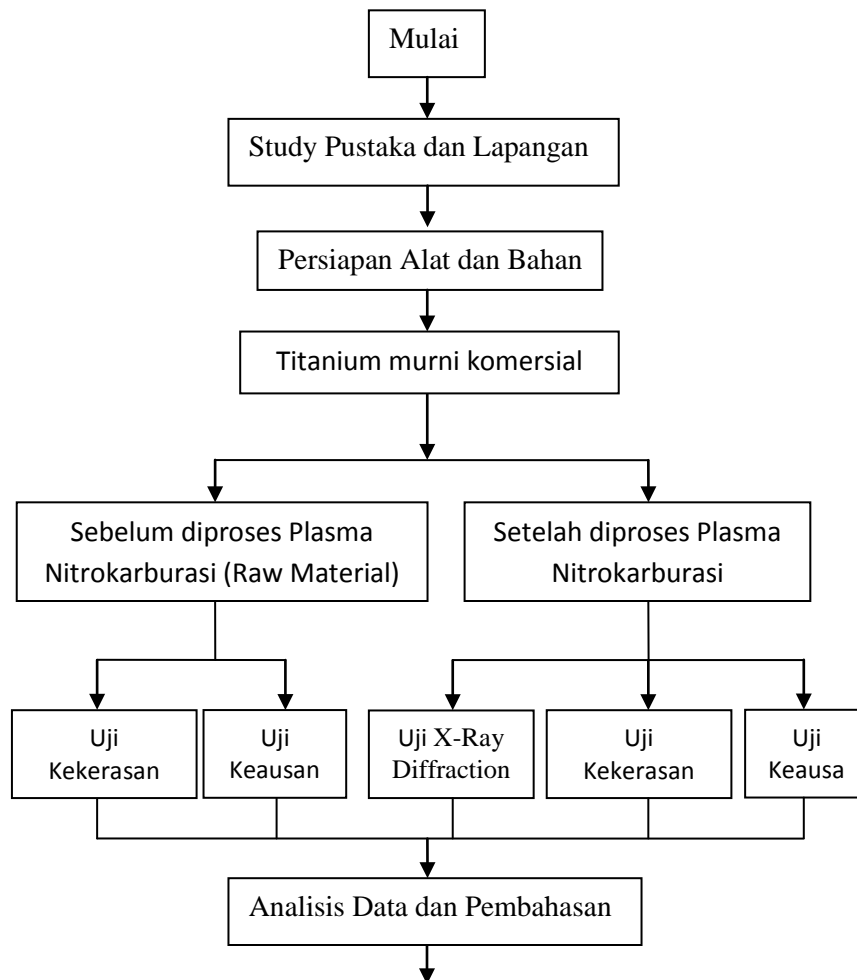 Mulai
Study Pustaka dan Lapangan
Persiapan Alat dan Bahan
Titanium murni komersial
Sebelum diproses Plasma
Nitrokarburasi (Raw Material)
Setelah diproses Plasma
Nitrokarburasi
Uji
Kekerasan
Uji
Keausan
Uji X-Ray
Diffraction
Uji
Kekerasan
Uji
Keausa
Analisis Data dan Pembahasan